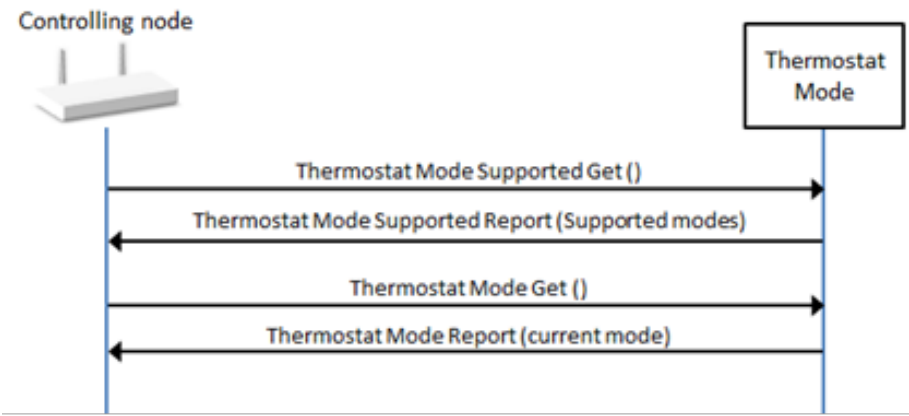 Controlling node
Thermostat
Mode
Thermostat Mode Supported Get ()
Thermostat Mode Supported Report (Supported modes)
Thermostat Mode Get ()
Thermostat Mode Report (current mode)